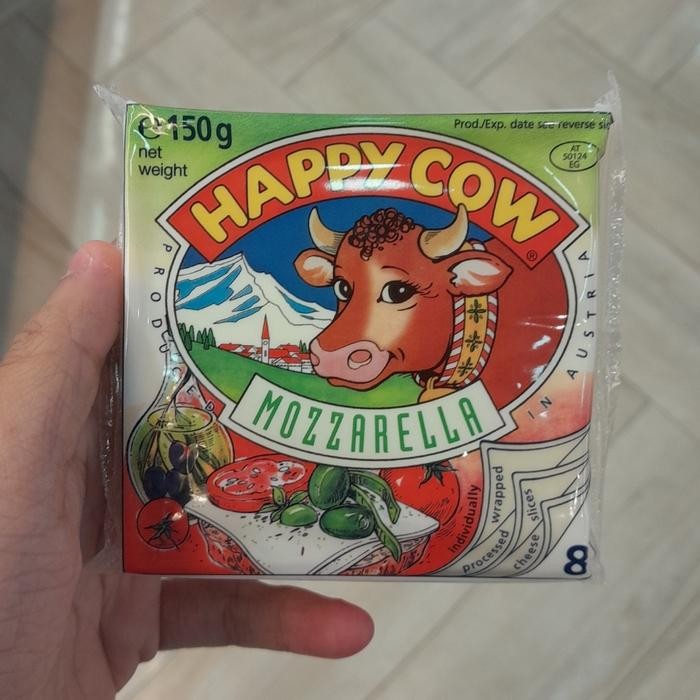 ℮150g
net
weight
Prod./Exp. date see reverse si
AT
50124
EG
HAPPY COW
®
PRODUCED IN AUSTRIA
MOZZARELLA
Individually wrapped
processed cheese slices
8